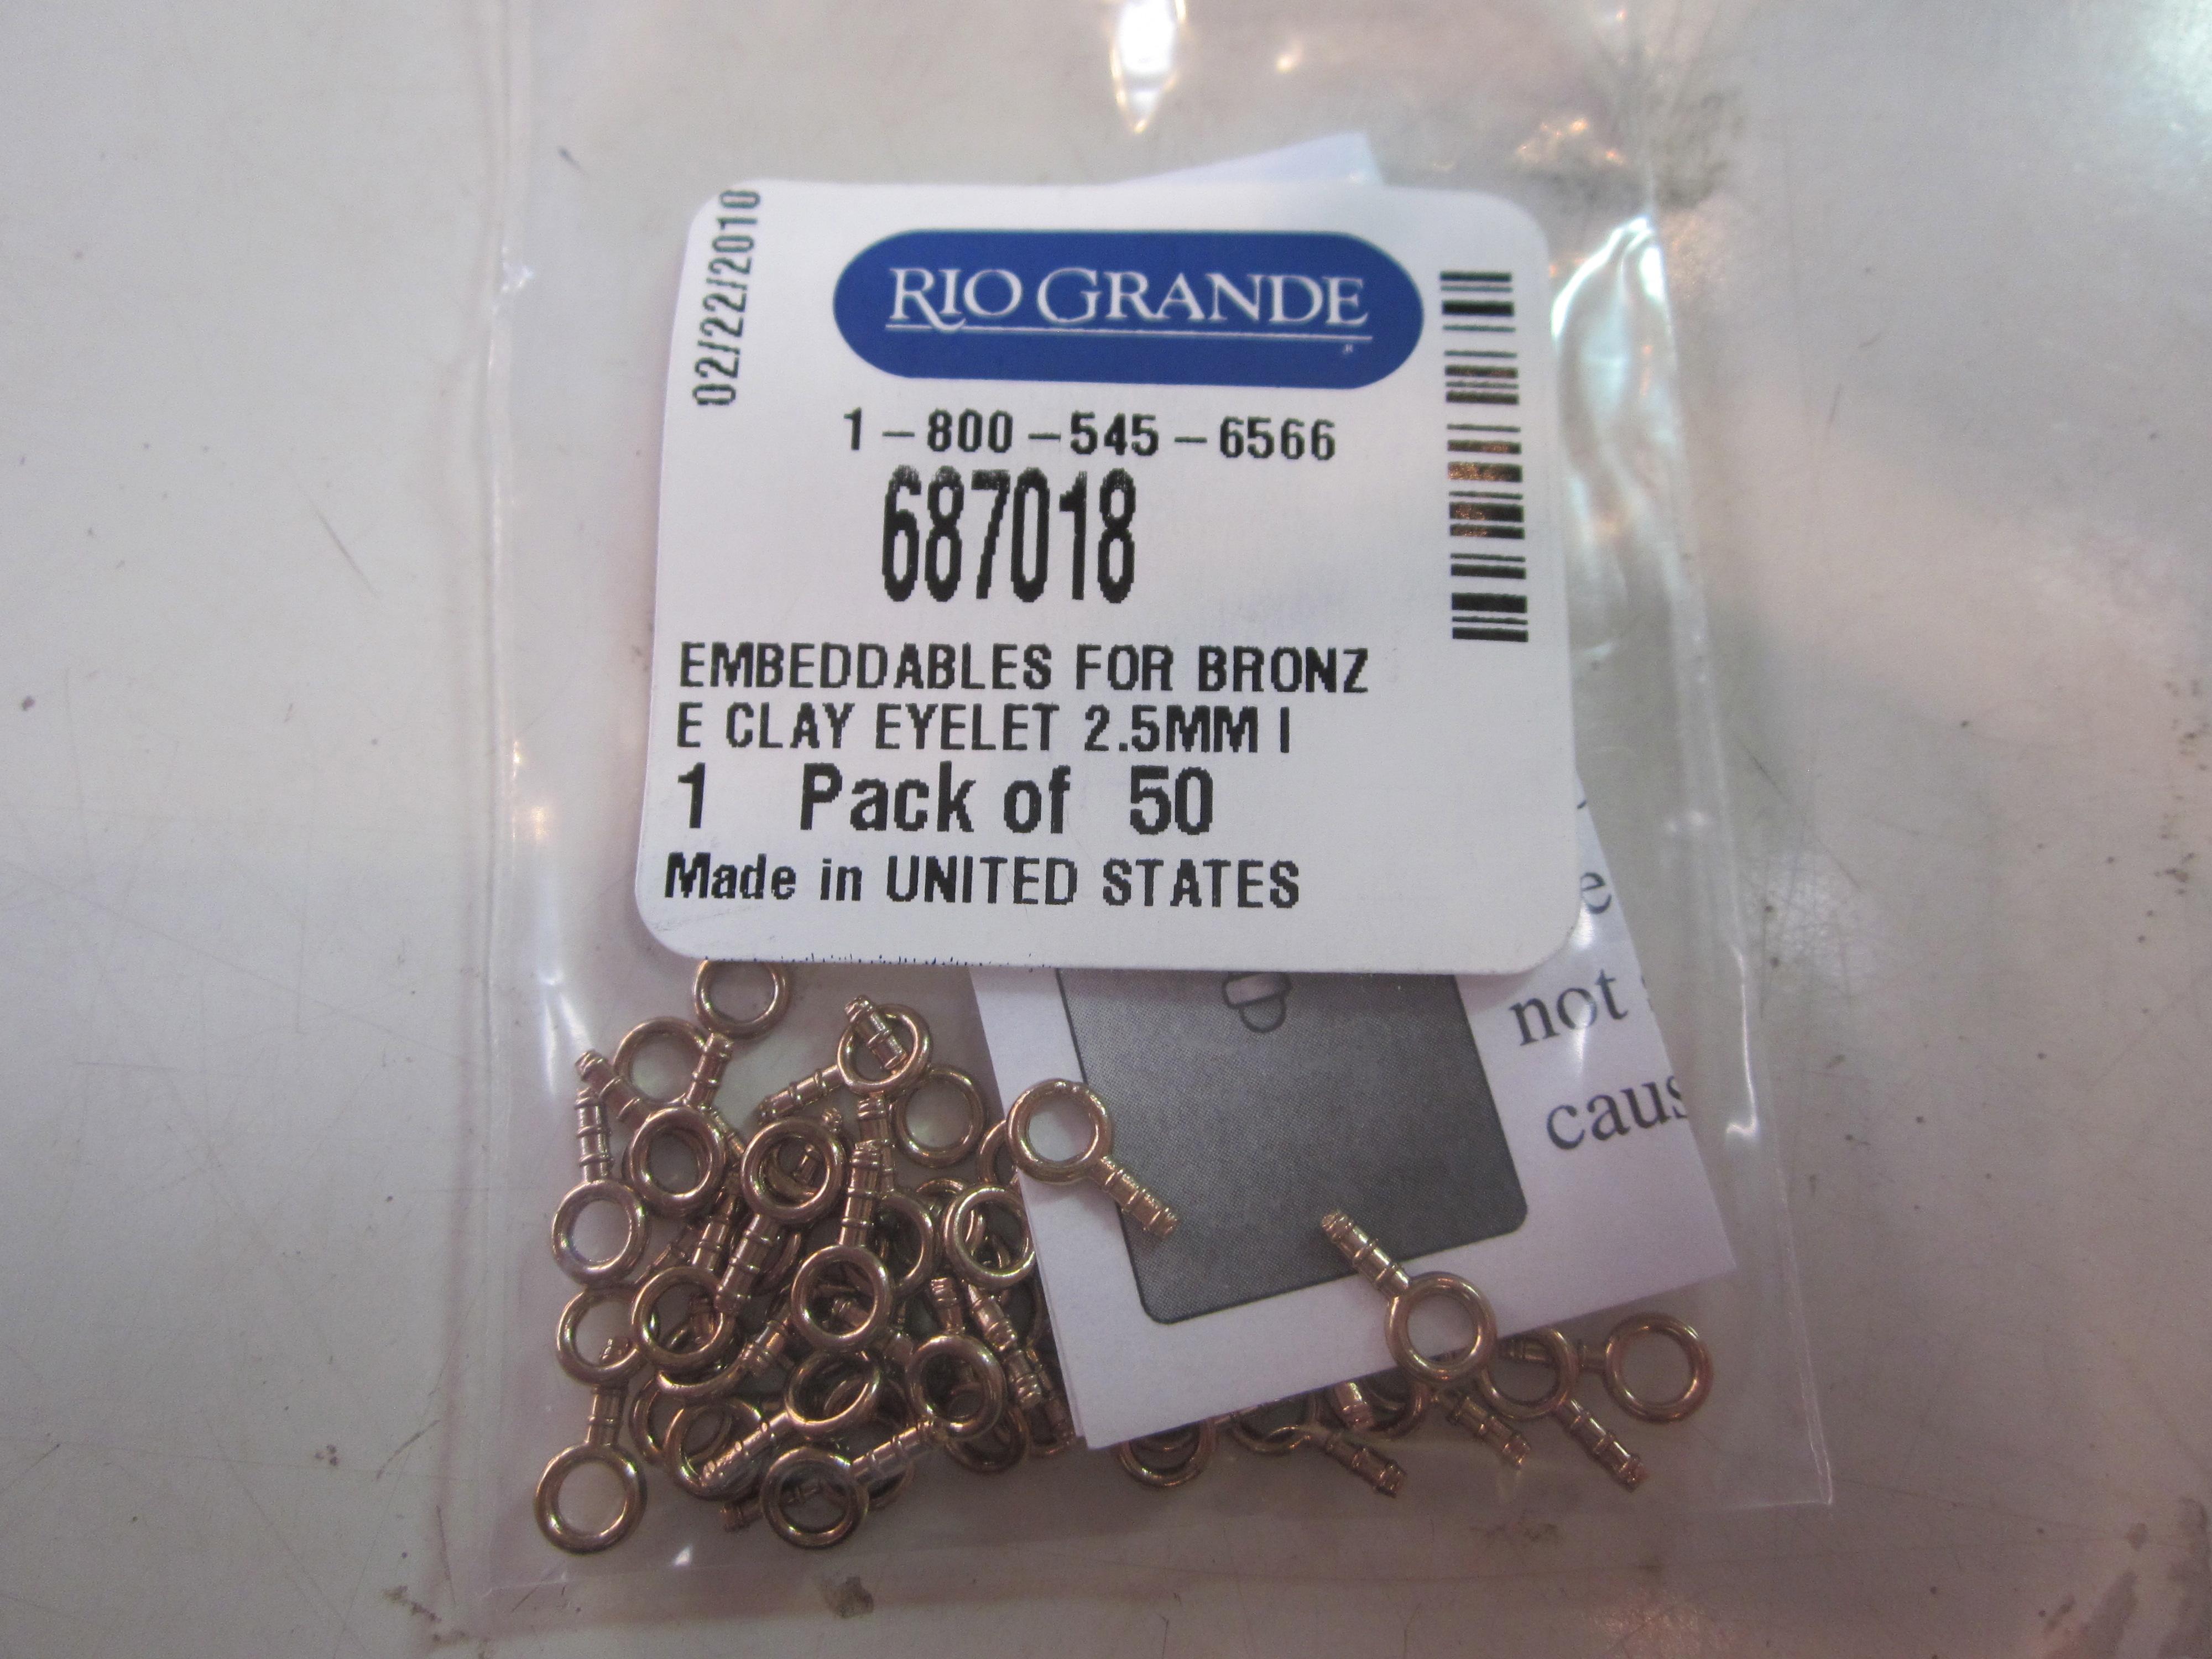 02/22/2010
RIO GRANDE
1-800-545-6566
687018
EMBEDDABLES FOR BRONZ
E CLAY EYELET 2.5MM I
1 Pack of 50
Made in UNITED STATES
not